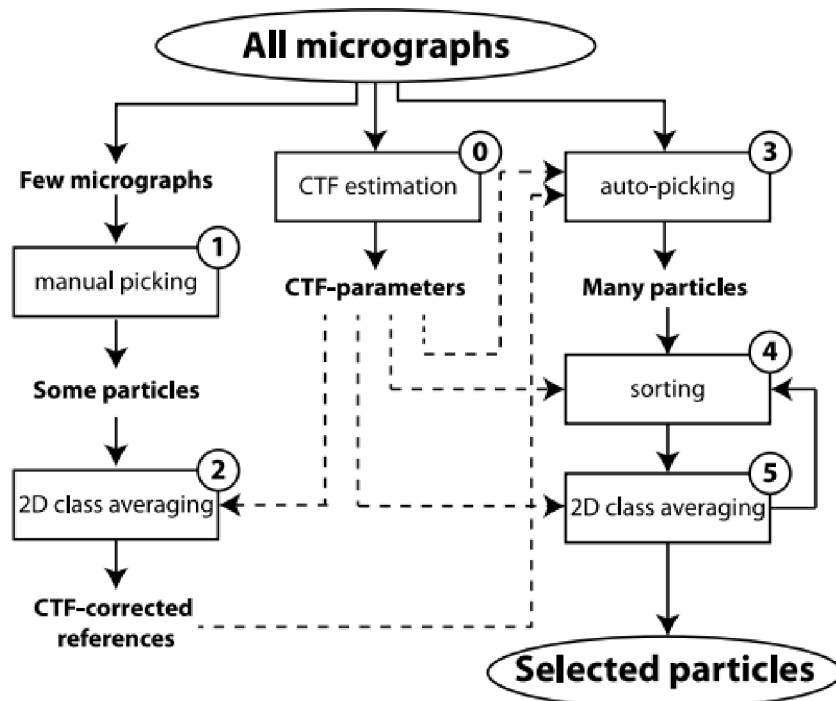 All micrographs
Few micrographs
1
manual picking
Some particles
2
2D class averaging
CTF-corrected
references
0
CTF estimation
CTF-parameters
3
auto-picking
Many particles
4
sorting
5
2D class averaging
Selected particles